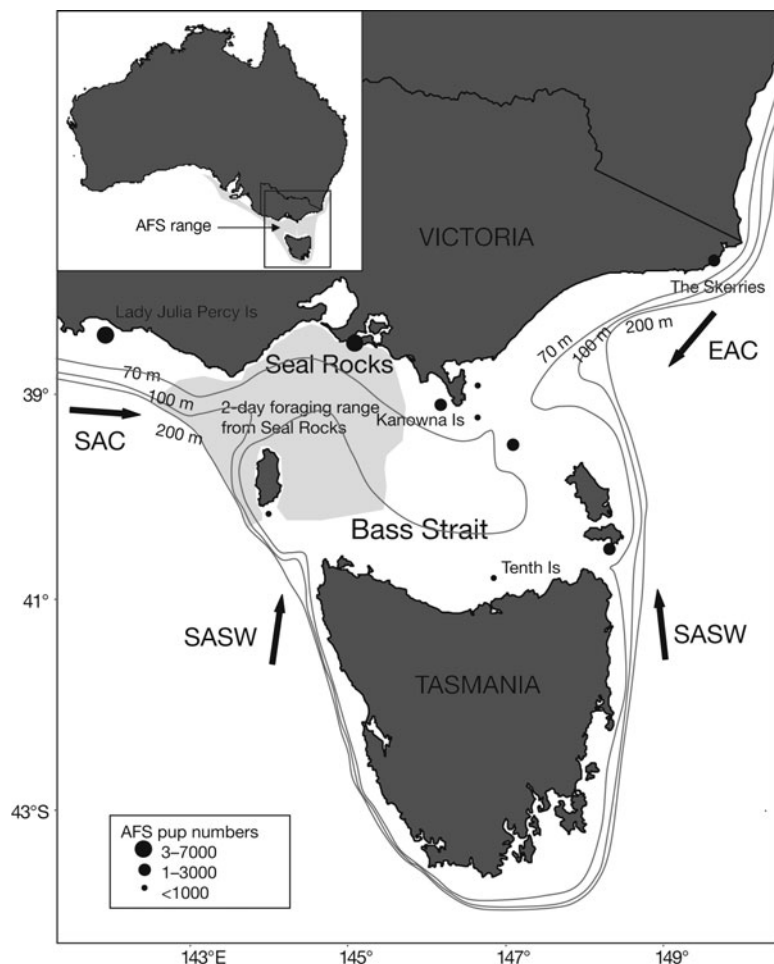 AFS range
VICTORIA
Lady Julia Percy Is
The Skerries
70 m
100 m
200 m
EAC
Seal Rocks
39°
70 m
100 m
200 m
SAC
2-day foraging range
from Seal Rocks
Kanowna Is
Bass Strait
Tenth Is
41°
SASW
SASW
TASMANIA
43°S
AFS pup numbers
3–7000
1–3000
<1000
143°E
145°
147°
149°